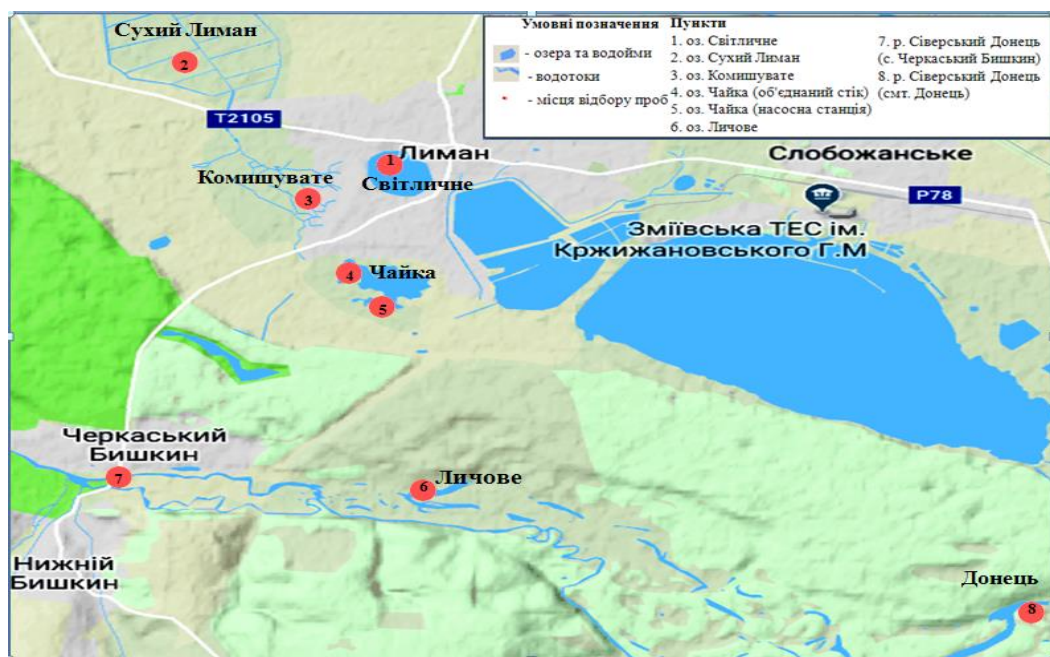 Сухий Лиман
2
Умовні позначення
- озера та водойми
- водотоки
- місця відбору проб
Пункти
1. оз. Світличне
2. оз. Сухий Лиман
3. оз. Комишувате
4. оз. Чайка (об'єднаний стік)
5. оз. Чайка (насосна станція)
6. оз. Личове
7. р. Сіверський Донець
(с. Черкаський Бишкин)
8. р. Сіверський Донець
(смт. Донець)
T2105
1
Лиман
Слобожанське
Комишувате
3
Світличне
P78
Зміївська ТЕС ім.
Кржижановського Г.М
4
Чайка
5
Черкаський
Бишкин
7
Личове
6
Нижній
Бишкин
Донець
8